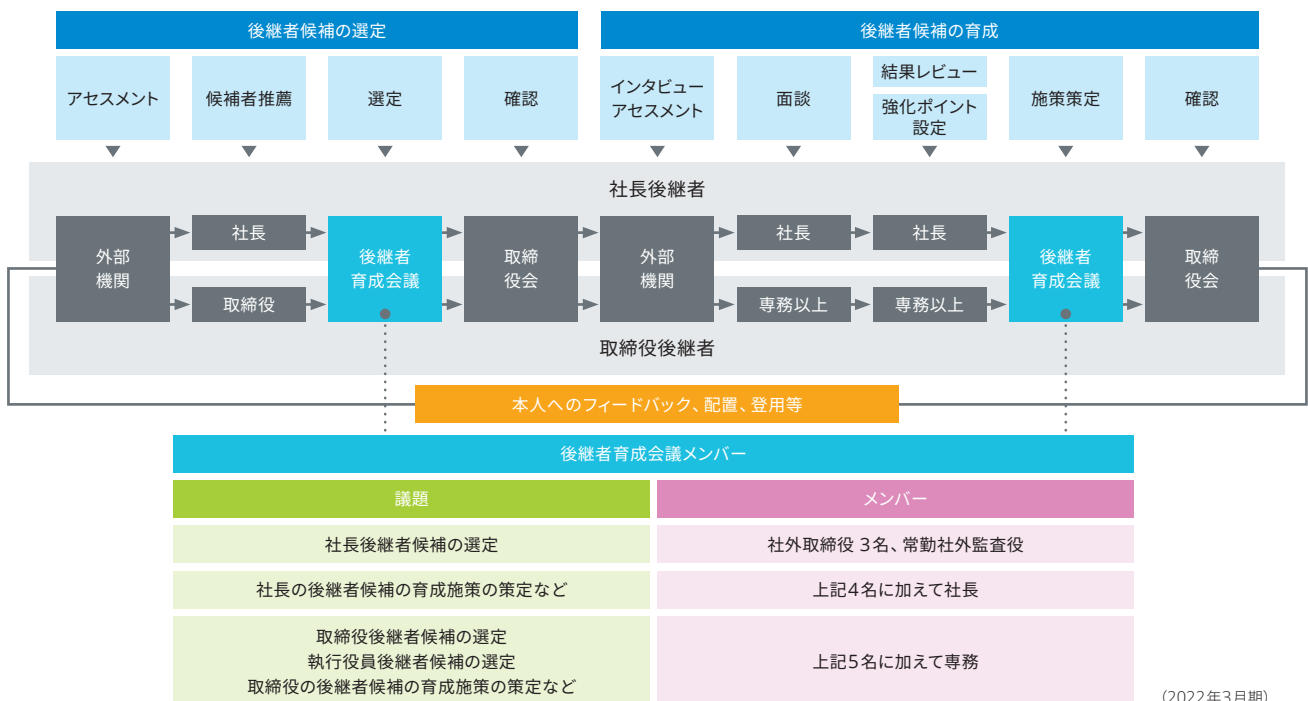 後継者候補の選定
後継者候補の育成
アセスメント
候補者推薦
選定
確認
インタビュー
アセスメント
面談
結果レビュー
強化ポイント
設定
施策策定
確認
社長後継者
外部
機関
社長
取締役
後継者
育成会議
取締
役会
外部
機関
社長
専務以上
社長
専務以上
後継者
育成会議
取締
役会
取締役後継者
本人へのフィードバック、配置、登用等
後継者育成会議メンバー
議題
メンバー
社長後継者候補の選定
社外取締役 3名、常勤社外監査役
社長の後継者候補の育成施策の策定など
上記4名に加えて社長
取締役後継者候補の選定
執行役員後継者候補の選定
取締役の後継者候補の育成施策の策定など
上記5名に加えて専務
(2022年3月期)